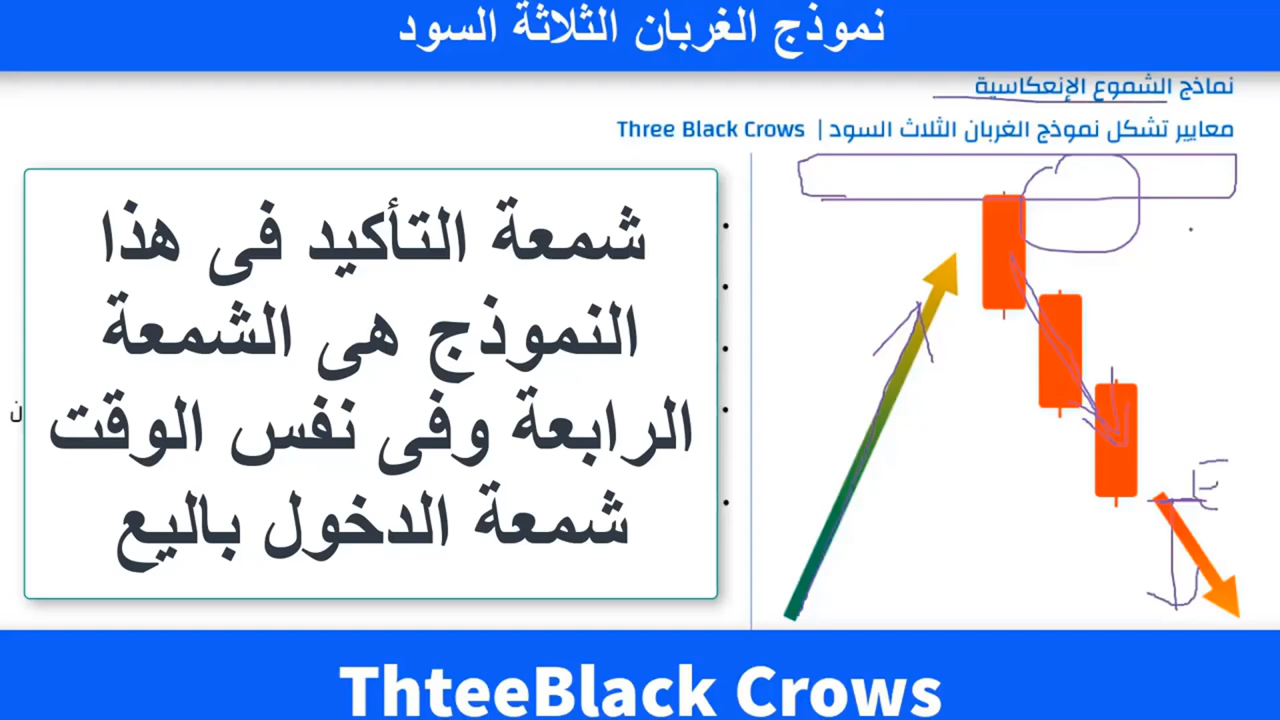 نموذج الغربان الثلاثة السود
نماذج الشموع الإنعكاسية
معايير تشكل نموذج الغربان الثلاث السود | Three Black Crows
شمعة التأكيد فى هذا
النموذج هى الشمعة
الرابعة وفى نفس الوقت
شمعة الدخول باليع
ن
E
ThteeBlack Crows